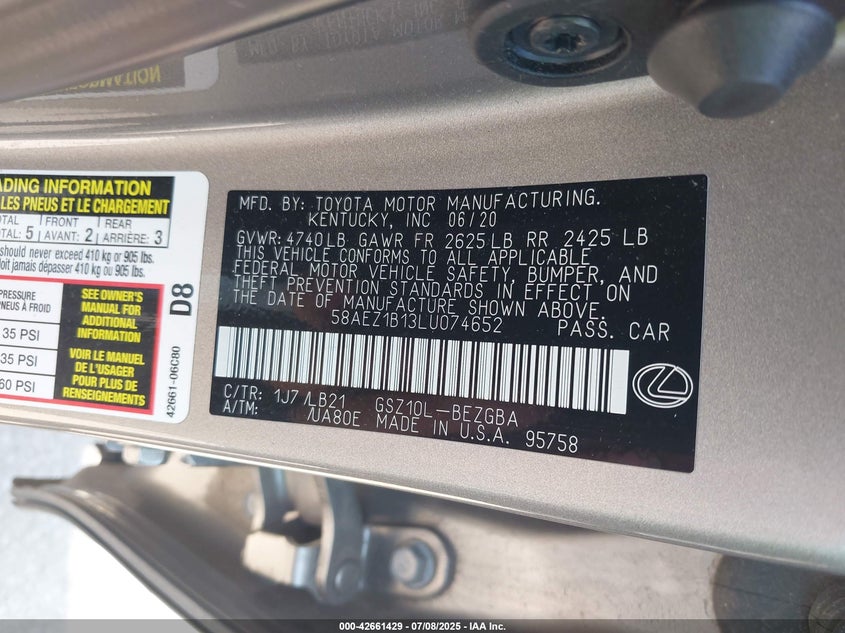 MFD. BY: TOYOTA MOTOR MANUFACTURING.
KENTUCKY, INC 06/20
GVWR: 4740LB GAWR FR 2625LB RR 2425 LB
THIS VEHICLE CONFORMS TO ALL APPLICABLE
FEDERAL MOTOR VEHICLE SAFETY, BUMPER, AND
THEFT PREVENTION STANDARDS IN EFFECT ON
THE DATE OF MANUFACTURE SHOWN ABOVE.
58AEZ1B13LU074652 PASS. CAR
C/TR: 1J7 /LB21 GSZ10L-BEZGBA
A/TM: /UA80E MADE IN U.S.A. 95758
ADING INFORMATION
LES PNEUS ET LE CHARGEMENT
TOTAL FRONT REAR
TAL: 5 AVANT: 2 ARRIÈRE: 3
should never exceed 410 kg or 905 lbs.
doit jamais dépasser 410 kg ou 905 lbs.
PRESSURE
PNEUS À FROID
35 PSI
35 PSI
60 PSI
SEE OWNER'S
MANUAL FOR
ADDITIONAL
INFORMATION
VOIR LE MANUEL
DE L'USAGER
POUR PLUS DE
RENSEIGNEMENTS
D8
42661-06C80
000-42661429 - 07/08/2025 - IAA Inc.